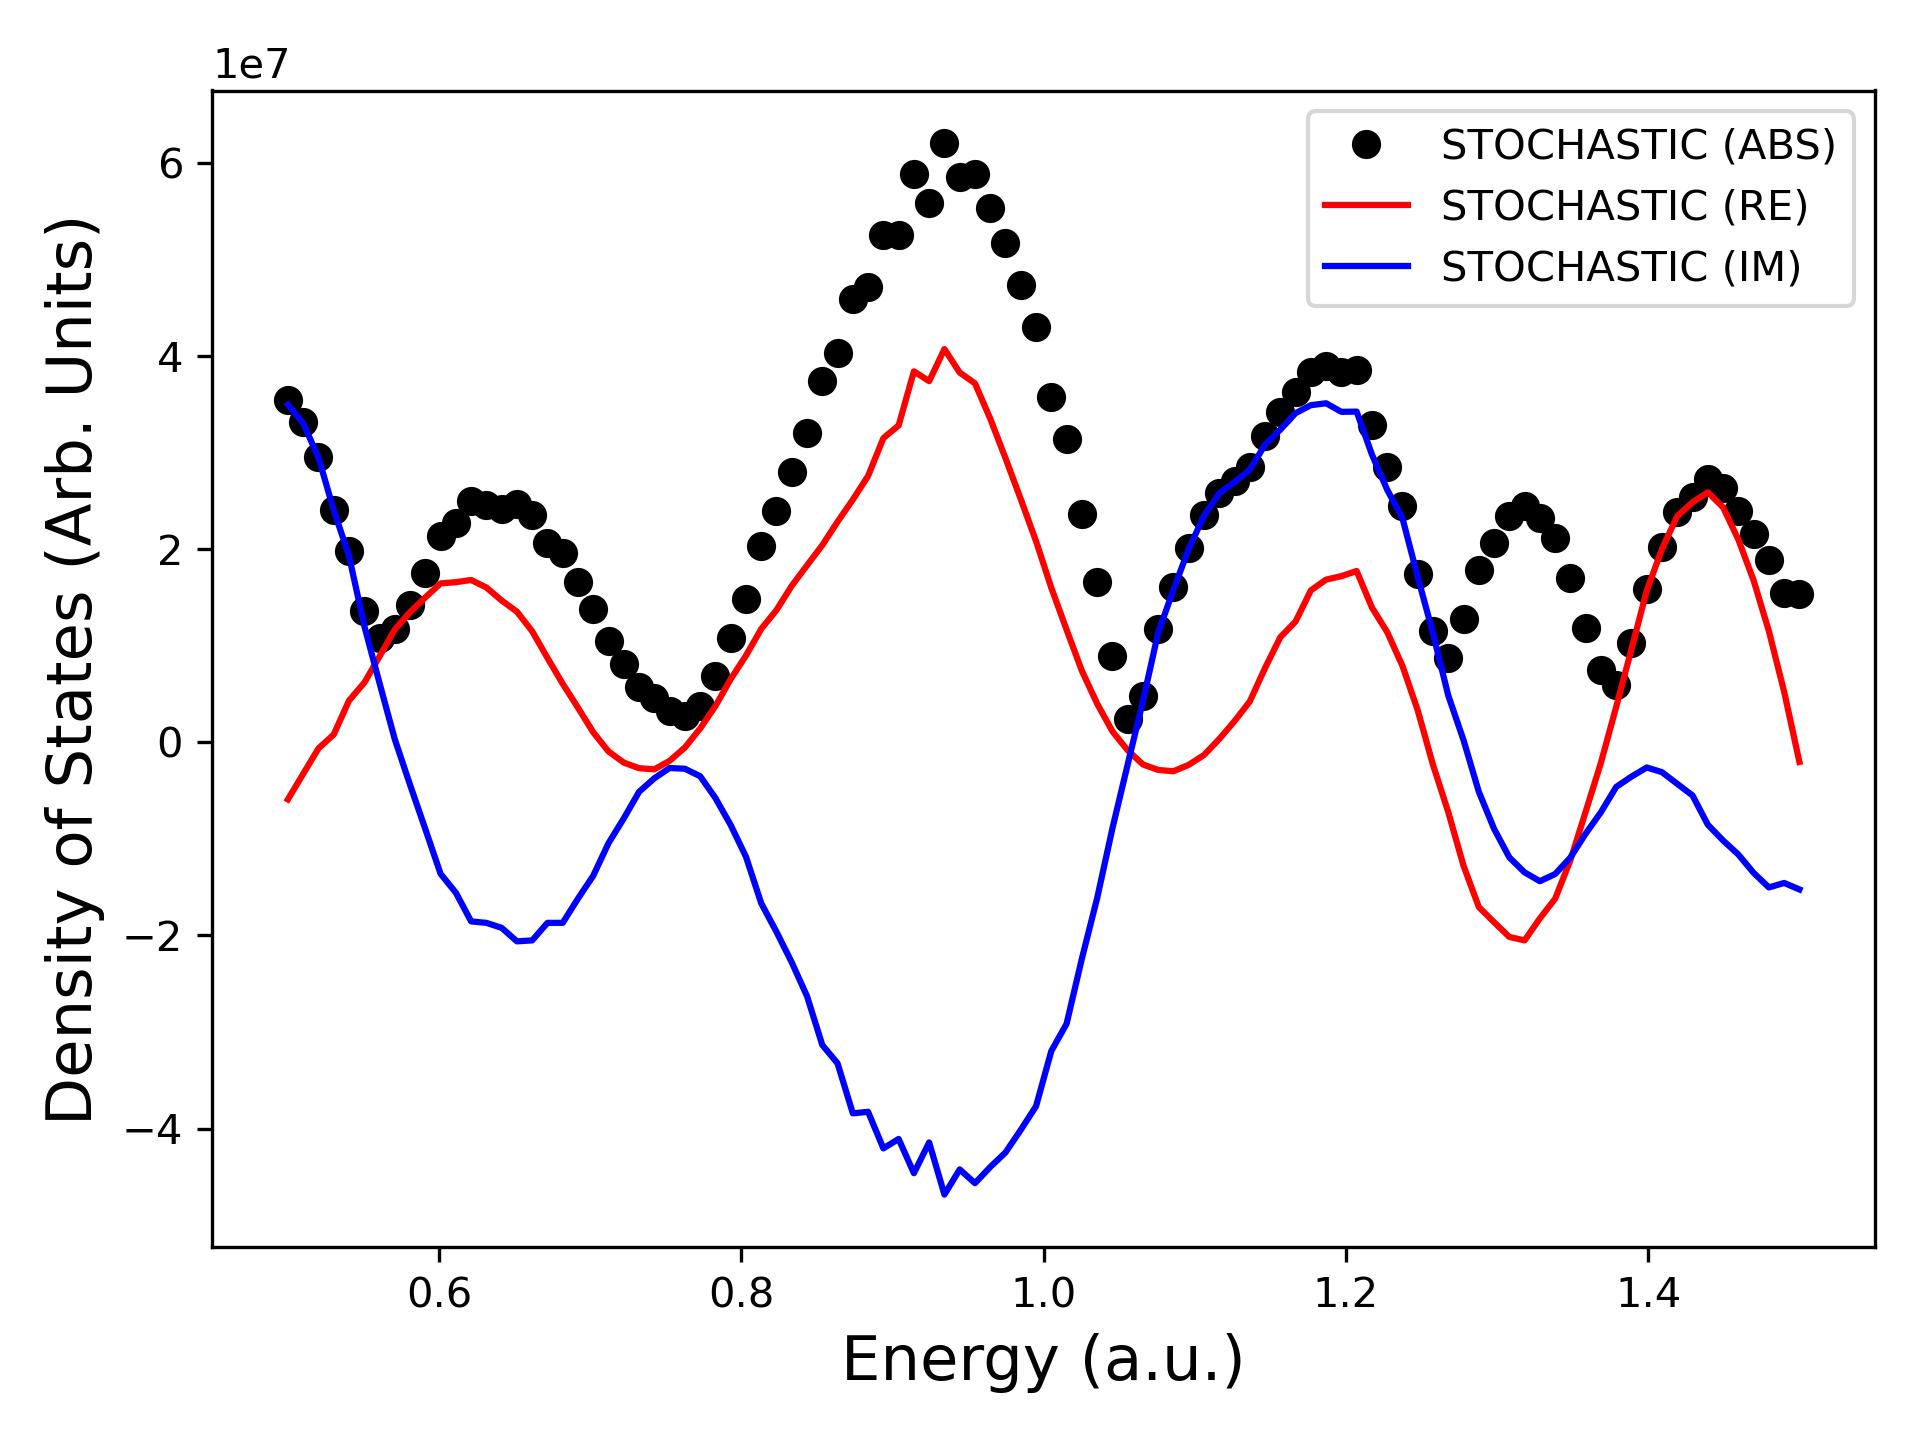 1e7
STOCHASTIC (ABS)
STOCHASTIC (RE)
STOCHASTIC (IM)
Density of States (Arb. Units)
6
4
2
0
−2
−4
0.6 0.8 1.0 1.2 1.4
Energy (a.u.)